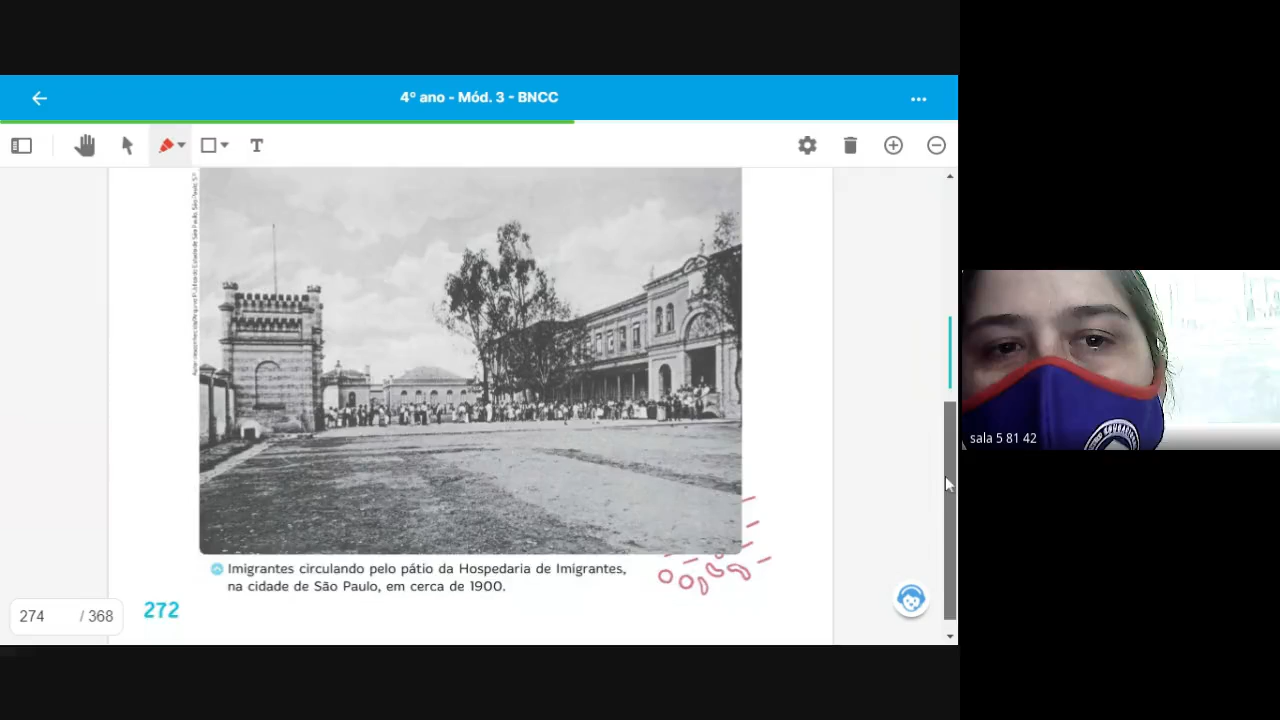 4º ano - Mód. 3 - BNCC
T
Imigrantes circulando pelo pátio da Hospedaria de Imigrantes,
na cidade de São Paulo, em cerca de 1900.
274 / 368
272
sala 5 81 42